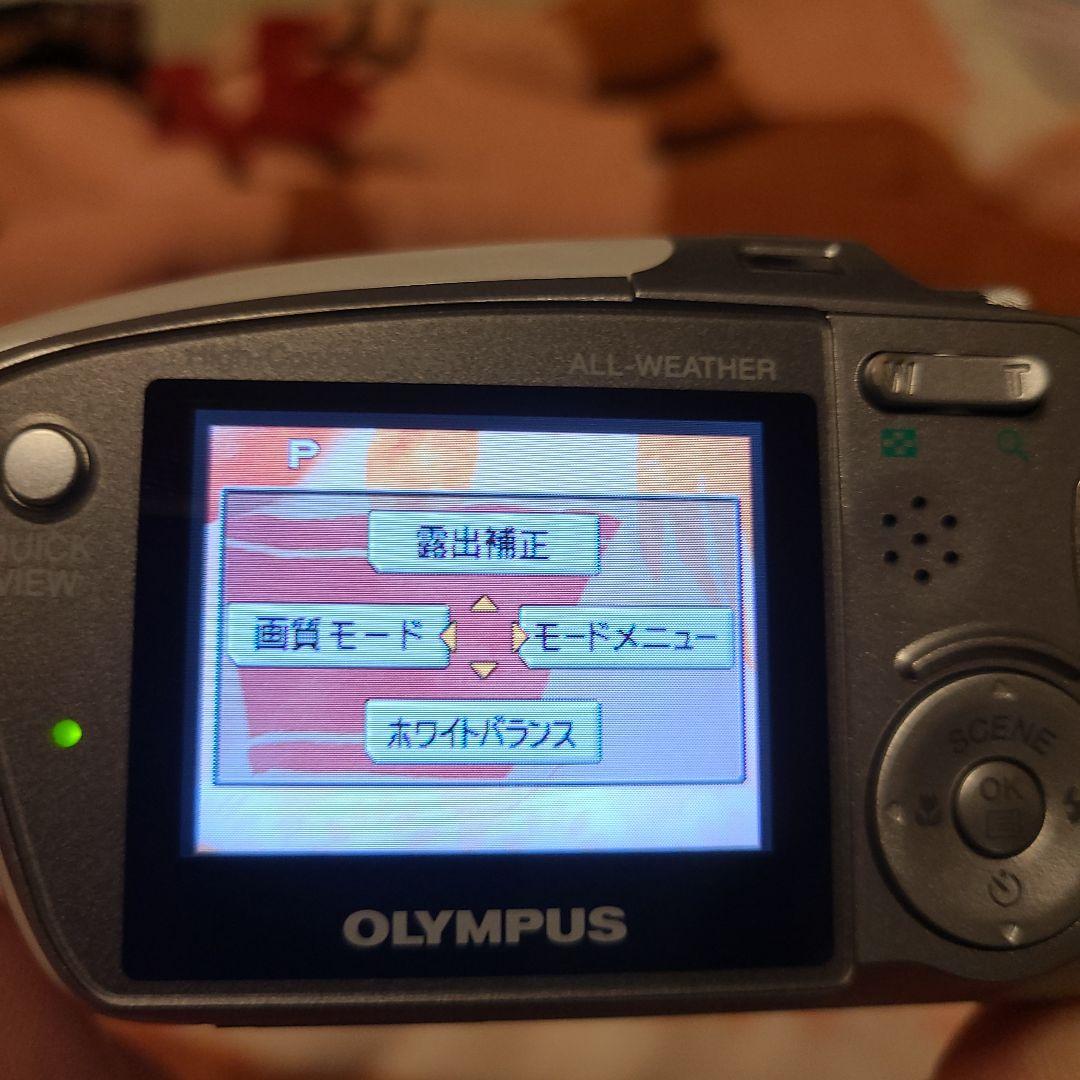 ALL-WEATHER
W T
P
露出補正
QUICK
VIEW
画質モード
モードメニュー
ホワイトバランス
SCENE
OK
OLYMPUS